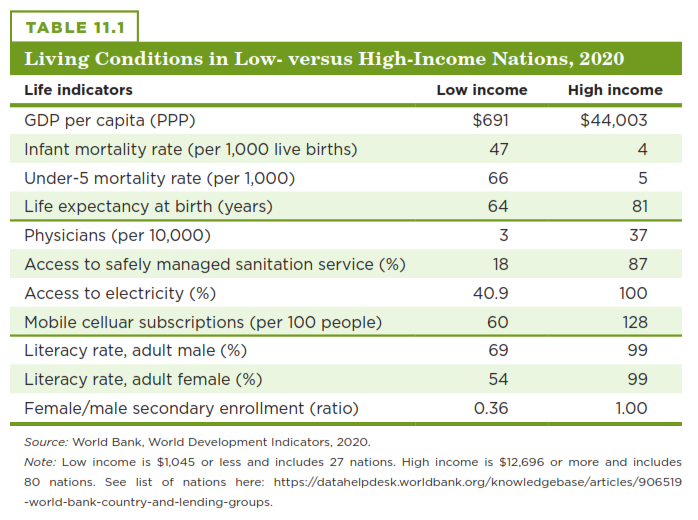 TABLE 11.1
Living Conditions in Low- versus High-Income Nations, 2020
Life indicators Low income High income
GDP per capita (PPP) $691 $44,003
Infant mortality rate (per 1,000 live births) 47 4
Under-5 mortality rate (per 1,000) 66 5
Life expectancy at birth (years) 64 81
Physicians (per 10,000) 3 37
Access to safely managed sanitation service (%) 18 87
Access to electricity (%) 40.9 100
Mobile celluar subscriptions (per 100 people) 60 128
Literacy rate, adult male (%) 69 99
Literacy rate, adult female (%) 54 99
Female/male secondary enrollment (ratio) 0.36 1.00
Source: World Bank, World Development Indicators, 2020.
Note: Low income is $1,045 or less and includes 27 nations. High income is $12,696 or more and includes
80 nations. See list of nations here: https://datahelpdesk.worldbank.org/knowledgebase/articles/906519
-world-bank-country-and-lending-groups.